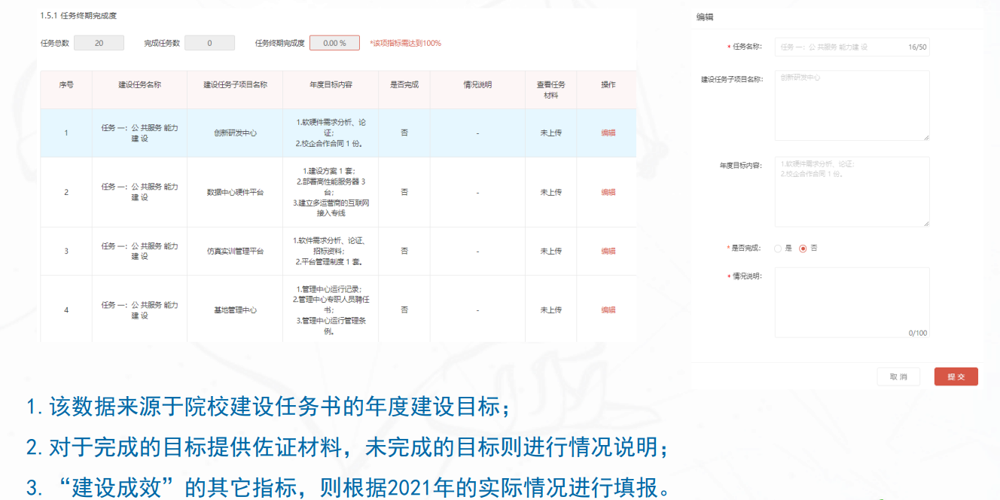 1.5.1 任务终期完成度
任务总数 20 完成任务数 0 任务终期完成度 0.00 % *该项指标需达到100%
序号 建设任务名称 建设任务子项目名称 年度目标内容 是否完成 情况说明 查看任务
材料 操作
1 任务 一：公 共服务 能力
建 设 创新研发中心 1.软硬件需求分析、论
证；
2.校企合作合同 1 份。 否 - 未上传 编辑
2 任务 一：公 共服务 能力
建 设 数据中心硬件平台 1.建设方案 1 套；
2.部署高性能服务器 3
台；
3.建立多运营商的互联网
接入专线 否 - 未上传 编辑
3 任务 一：公 共服务 能力
建 设 仿真实训管理平台 1.软件需求分析、论证、
招标资料；
2.平台管理制度 1 套。 否 - 未上传 编辑
4 任务 一：公 共服务 能力
建 设 基地管理中心 1.管理中心运行记录；
2.管理中心专职人员聘任
书；
3.管理中心运行管理条
例。 否 - 未上传 编辑
编辑
* 任务名称： 任务 一：公 共服务 能力建 设 16/50
建设任务子项目名称： 创新研发中心
年度目标内容： 1.软硬件需求分析、论证；
2.校企合作合同 1 份。
* 是否完成： 是 否
* 情况说明：
0/100
取 消 提 交
1.该数据来源于院校建设任务书的年度建设目标；
2.对于完成的目标提供佐证材料，未完成的目标则进行情况说明；
3.“建设成效”的其它指标，则根据2021年的实际情况进行填报。